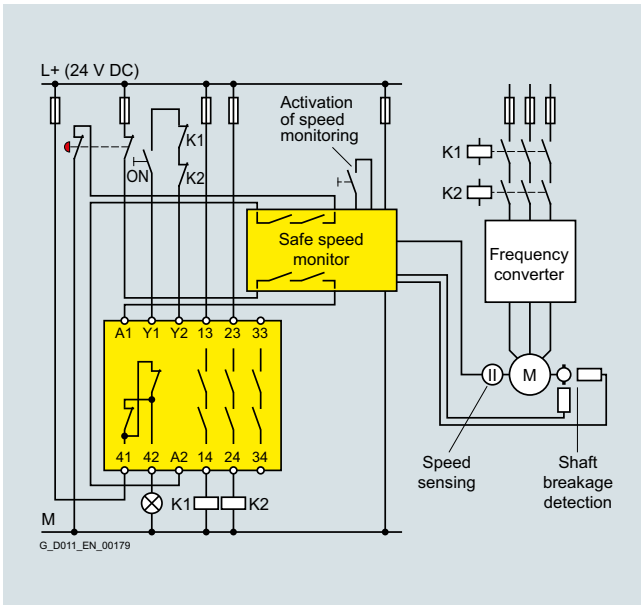 L+ (24 V DC)
Activation
of speed
monitoring
K1
K2
ON
K1
K2
Safe speed
monitor
Frequency
converter
A1 Y1 Y2 13 23 33
II
M
41 42 A2 14 24 34
Speed
sensing
Shaft
breakage
detection
K1 K2
M
G_D011_EN_00179